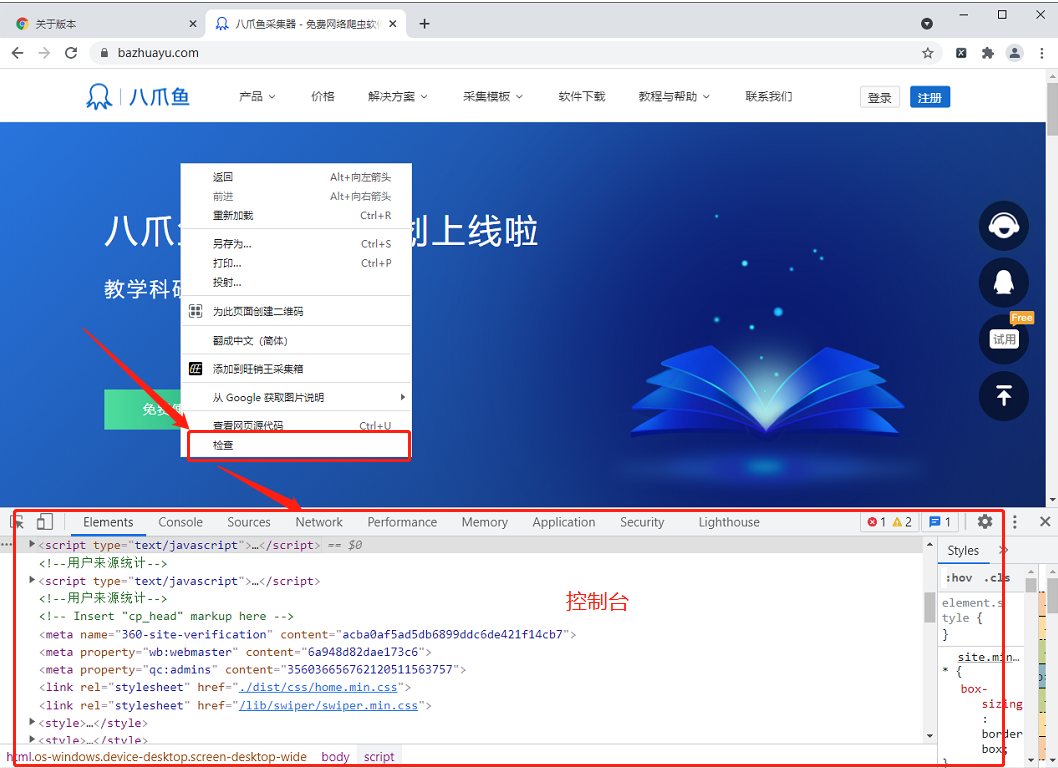 关于版本
八爪鱼采集器 - 免费网络爬虫软件
bazhuayu.com
八爪鱼
产品 价格 解决方案 采集模板 软件下载 教程与帮助 联系我们 登录 注册
返回 Alt+向左箭头
前进 Alt+向右箭头
重新加载 Ctrl+R
八爪 划上线啦
另存为... Ctrl+S
打印... Ctrl+P
投射...
教学科研
为此页面创建二维码
Free
试用
翻成中文（简体）
添加到旺销王采集箱
从 Google 获取图片说明
免费
查看网页源代码 Ctrl+U
检查
Elements Console Sources Network Performance Memory Application Security Lighthouse 1 2 1
<script type="text/javascript">…</script> == $0
<!--用户来源统计-->
<script type="text/javascript">…</script>
<!--用户来源统计-->
<!-- Insert "cp_head" markup here -->
<meta name="360-site-verification" content="acba0af5ad5db6899ddc6de421f14cb7">
<meta property="wb:webmaster" content="6a948d82dae173c6">
<meta property="qc:admins" content="356036656762120511563757">
<link rel="stylesheet" href="./dist/css/home.min.css">
<link rel="stylesheet" href="/lib/swiper/swiper.min.css">
<style>…</style>
<style>…</style>
控制台
Styles
:hov .cls
element.s
tyle {
}
site.min…
* {
box-
sizing
:
border
box;
}
html.os-windows.device-desktop.screen-desktop-wide body script